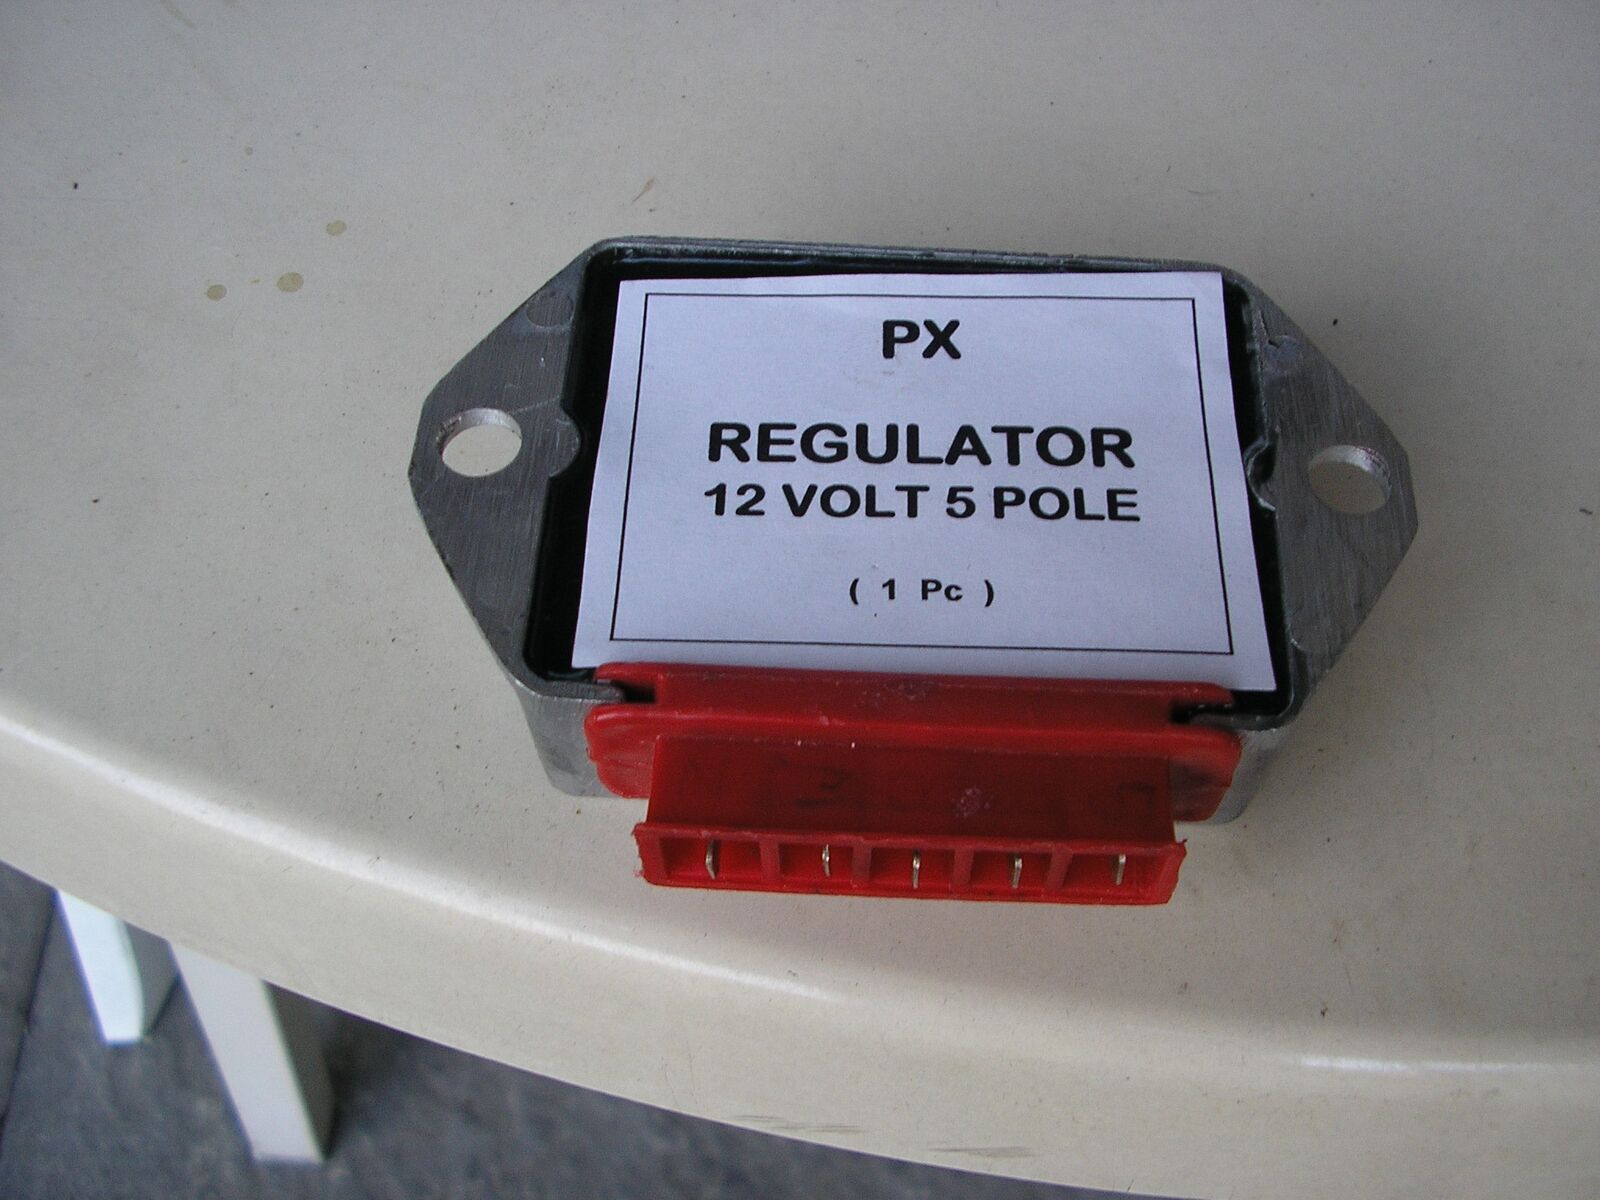 PX
REGULATOR
12 VOLT 5 POLE
( 1 Pc )